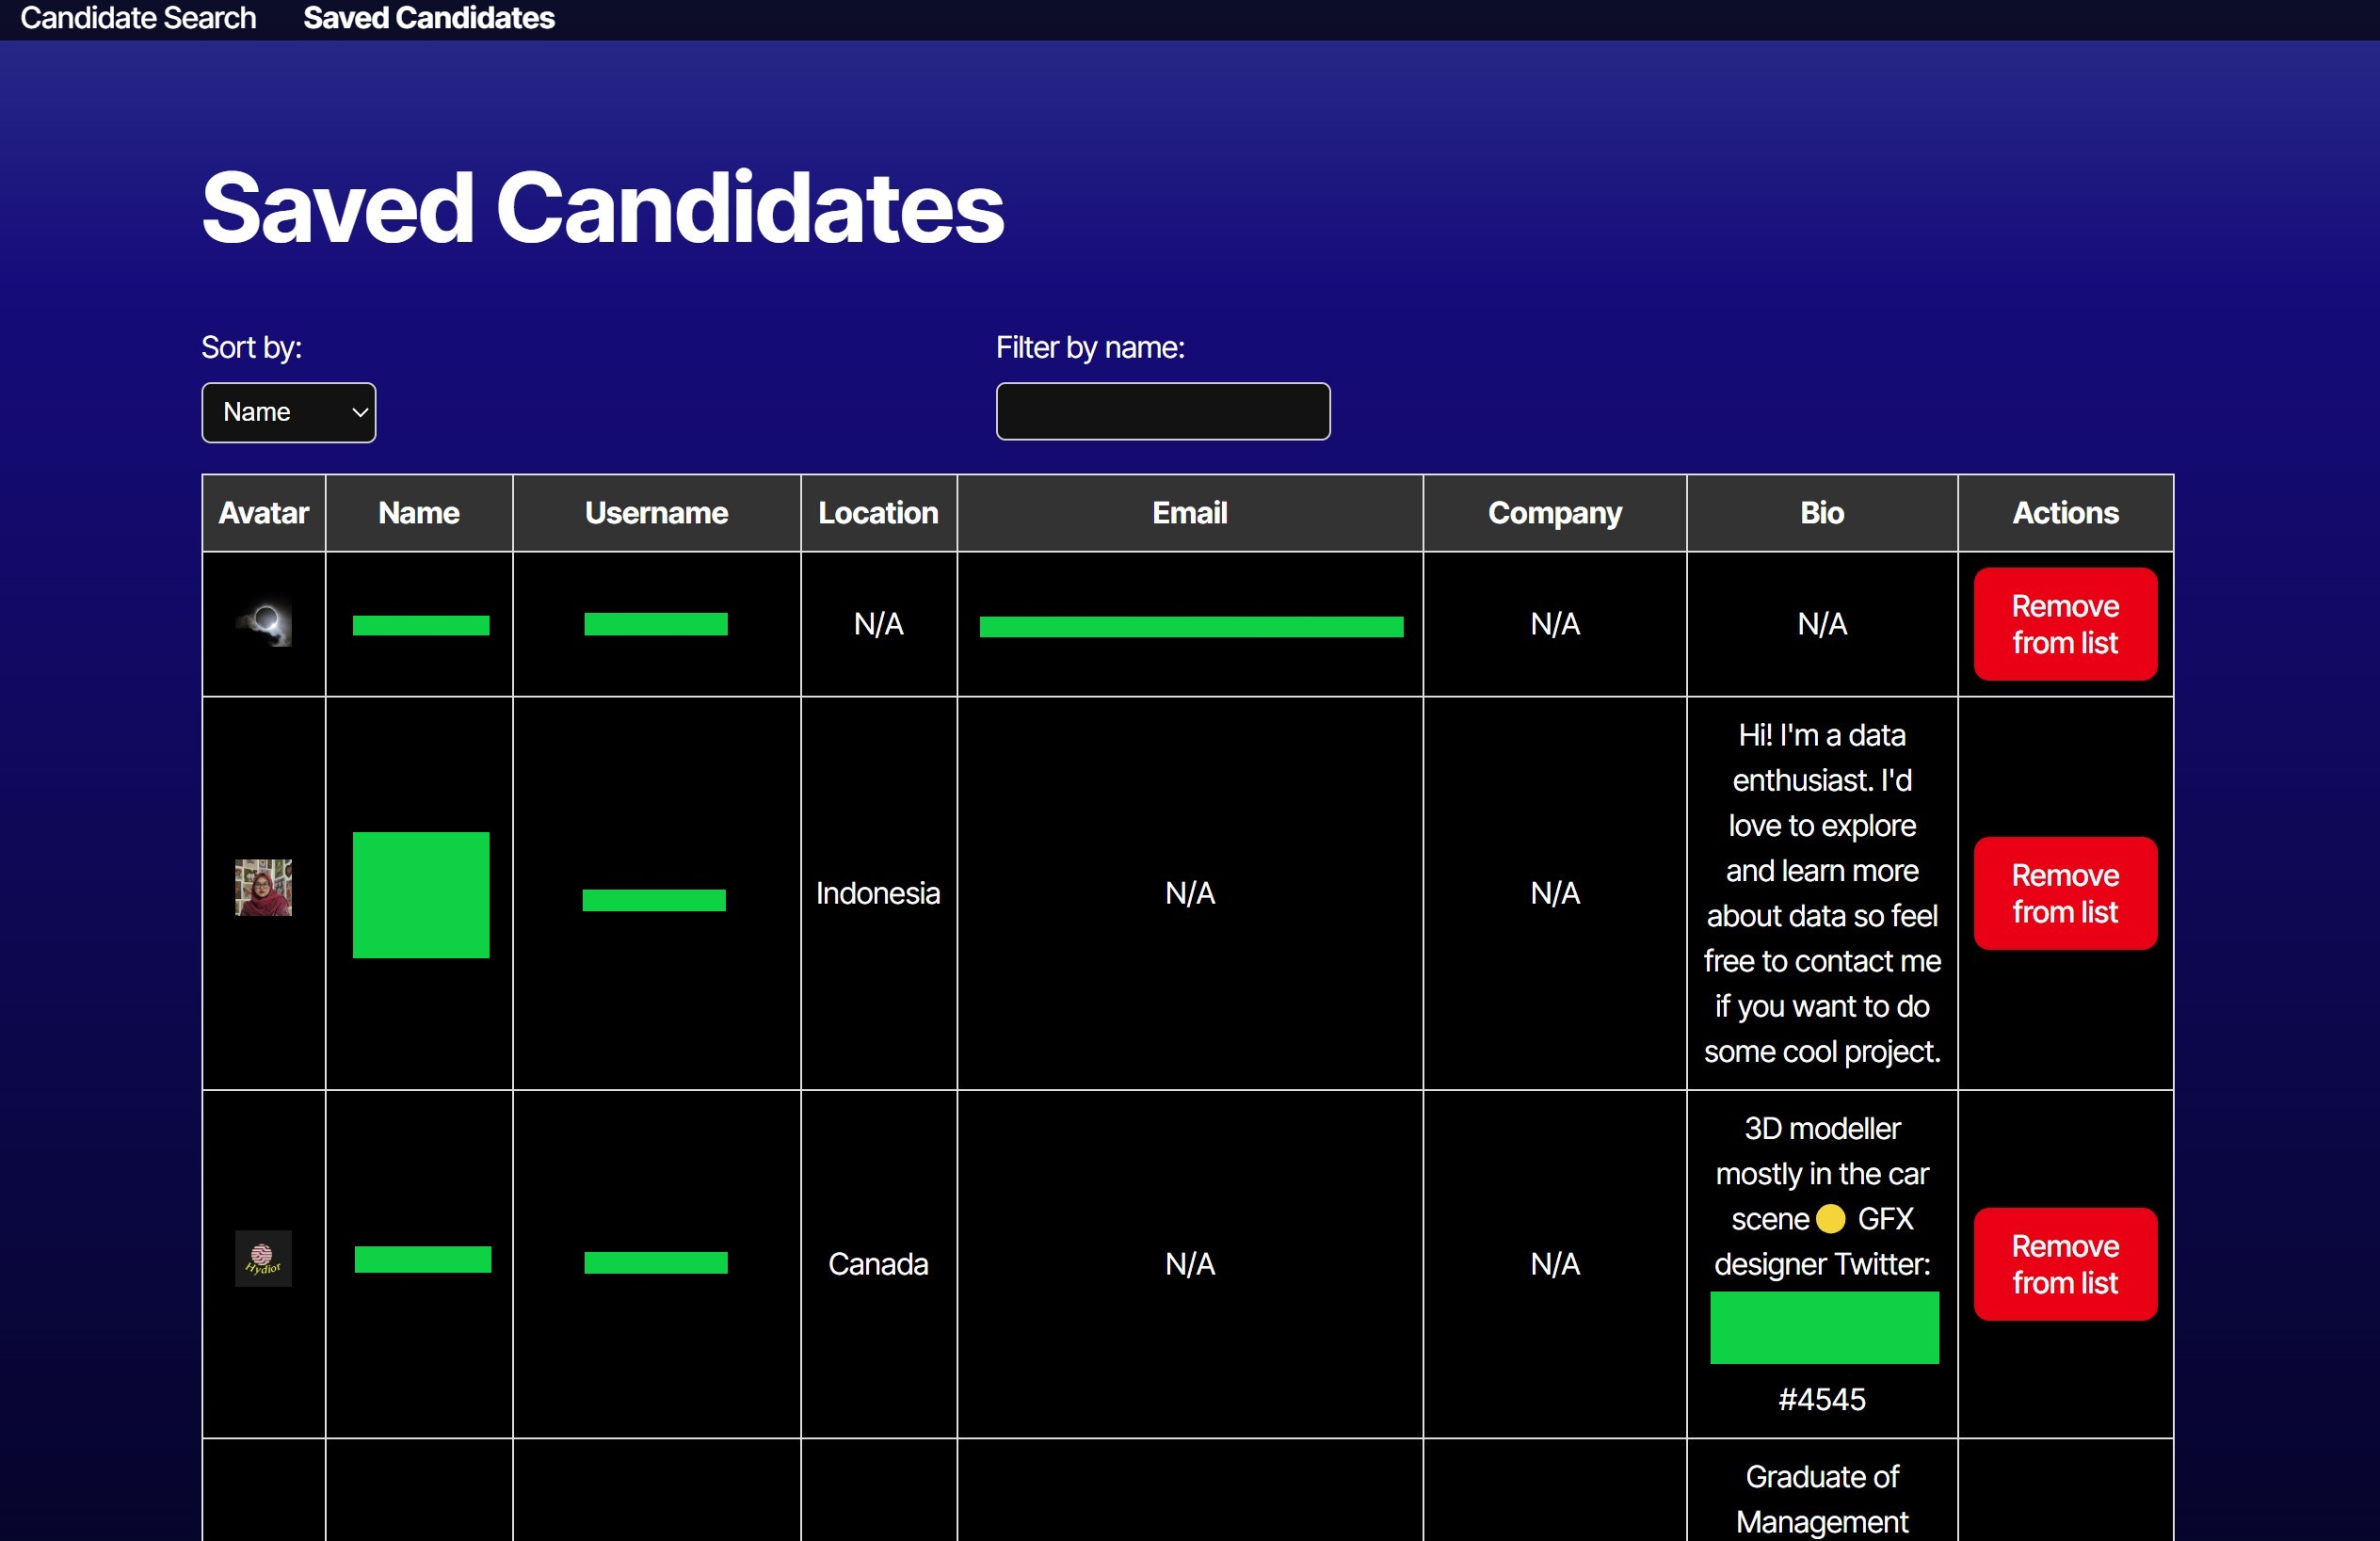 Candidate Search Saved Candidates
Saved Candidates
Sort by: Filter by name:
Name
Avatar Name Username Location Email Company Bio Actions
N/A N/A N/A Remove
from list
Indonesia N/A N/A Hi! I'm a data
enthusiast. I'd
love to explore
and learn more
about data so feel
free to contact me
if you want to do
some cool project.
Remove
from list
Hydior
Canada N/A N/A 3D modeller
mostly in the car
scene 🟡 GFX
designer Twitter:
#4545
Remove
from list
Graduate of
Management